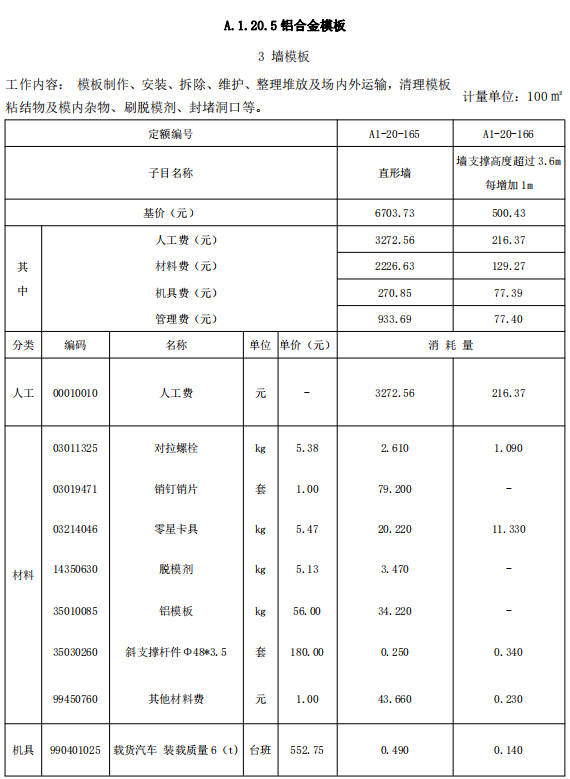 A.1.20.5 铝合金模板
3 墙模板
工作内容： 模板制作、安装、拆除、维护、整理堆放及场内外运输，清理模板
粘结物及模内杂物、刷脱模剂、封堵洞口等。
计量单位：100㎡
定额编号 A1-20-165 A1-20-166
子目名称 直形墙 墙支撑高度超过 3.6m
每增加 1m
基价（元） 6703.73 500.43
其
中
人工费（元） 3272.56 216.37
材料费（元） 2226.63 129.27
机具费（元） 270.85 77.39
管理费（元） 933.69 77.40
分类 编码 名称 单位 单价（元） 消 耗 量
人工 00010010 人工费 元 - 3272.56 216.37
材料
03011325 对拉螺栓 kg 5.38 2.610 1.090
03019471 销钉销片 套 1.00 79.200 -
03214046 零星卡具 kg 5.47 20.220 11.330
14350630 脱模剂 kg 5.13 3.470 -
35010085 铝模板 kg 56.00 34.220 -
35030260 斜支撑杆件Φ48*3.5 套 180.00 0.250 0.340
99450760 其他材料费 元 1.00 43.660 0.230
机具 990401025 载货汽车 装载质量 6（t) 台班 552.75 0.490 0.140